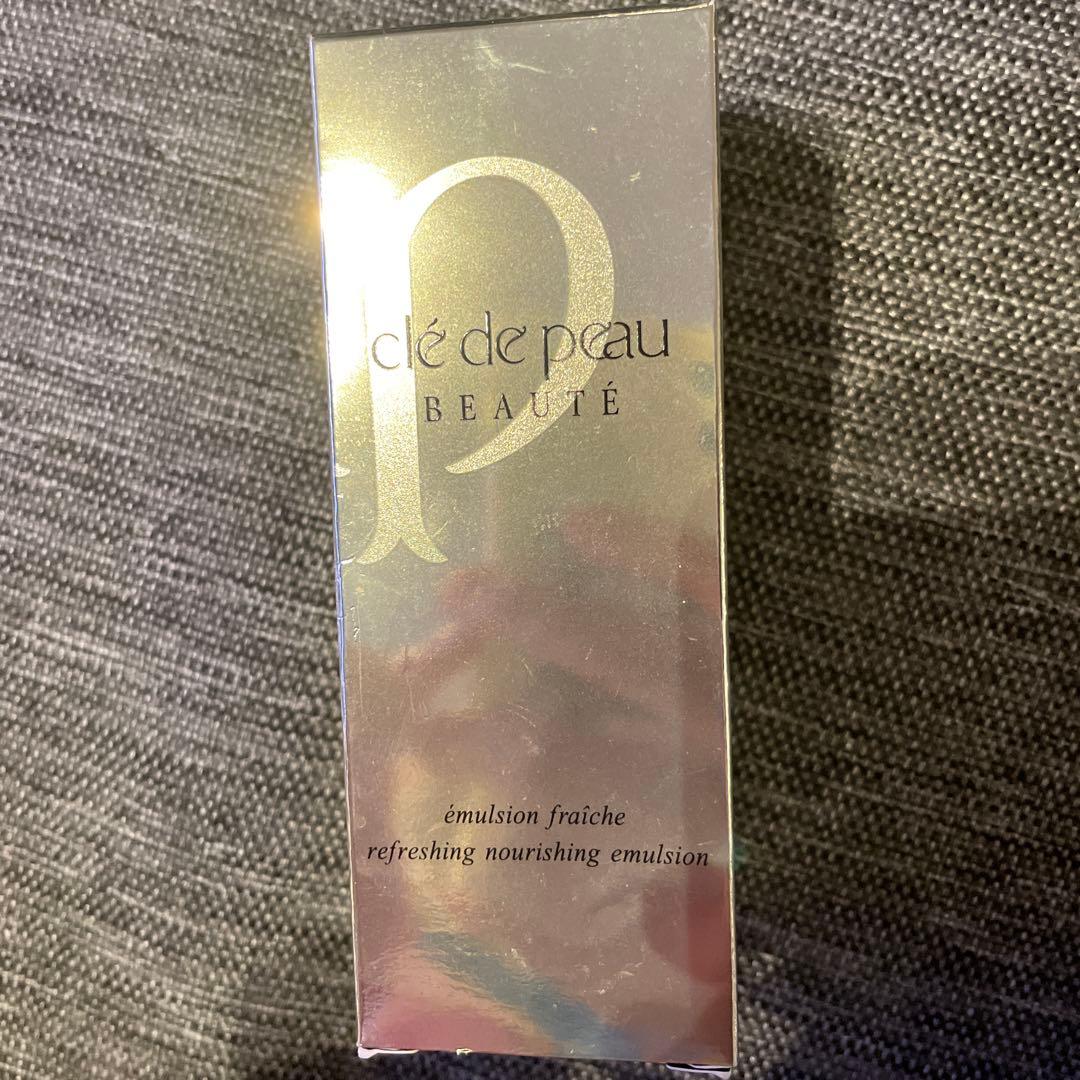 clé de peau
BEAUTÉ
émulsion fraîche
refreshing nourishing emulsion